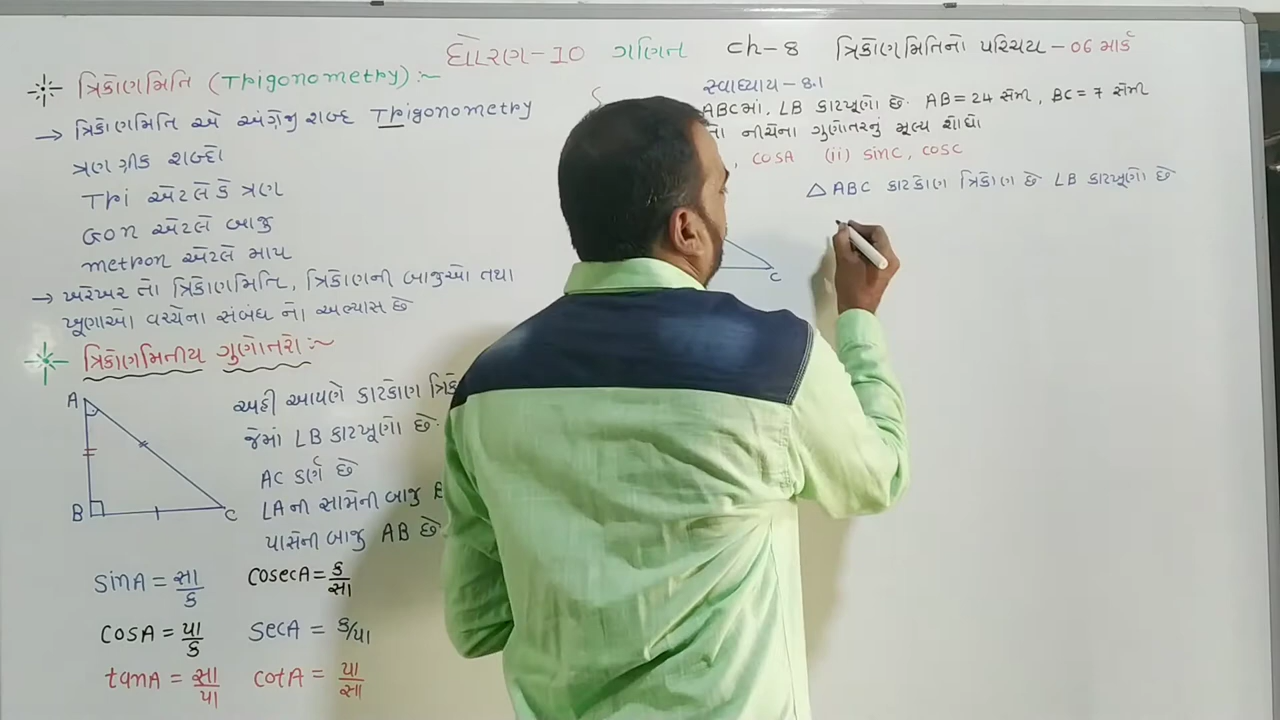 ધોરણ-10 ગણિત ch-8 ત્રિકોણમિતિનો પરિચય - 06 માર્ક
ત્રિકોણમિતિ (Trigonometry) :~
→ ત્રિકોણમિતિ એ અંગ્રેજી શબ્દ Trigonometry
ત્રણ ગ્રીક શબ્દો
Tri એટલેકે ત્રણ
Gon એટલે બાજુ
metron એટલે માપ
→ ખરેખર તો ત્રિકોણમિતિ, ત્રિકોણની બાજુઓ તથા
ખૂણાઓ વચ્ચેના સંબંધ નો અભ્યાસ છે
ત્રિકોણમિતીય ગુણોતરો :~
A
B
C
અહી આપણે કાટકોણ
જેમાં ∠B કાટખૂણો છે.
AC કર્ણ છે
∠Aની સામેની બાજુ
પાસેની બાજુ AB છે
sinA = સા/ક cosecA = ક/સા
cosA = પા/ક secA = ક/પા
tanA = સા/પા cotA = પા/સા
સ્વાધ્યાય - 8.1
ABCમાં, ∠B કાટખૂણો છે. AB = 24 સેમી, BC = 7 સેમી
નીચેના ગુણોતરનું મૂલ્ય શોધો
, cosA (ii) sinC, cosC
△ABC કાટકોણ ત્રિકોણ છે ∠B કાટખૂણો છે
C